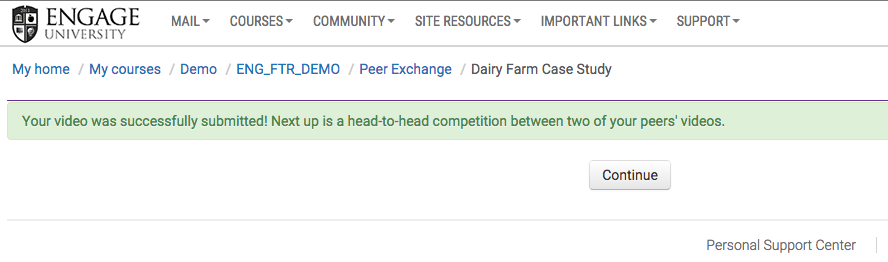 ENGAGE UNIVERSITY MAIL COURSES COMMUNITY SITE RESOURCES IMPORTANT LINKS SUPPORT
My home / My courses / Demo / ENG_FTR_DEMO / Peer Exchange / Dairy Farm Case Study
Your video was successfully submitted! Next up is a head-to-head competition between two of your peers' videos.
Continue
Personal Support Center